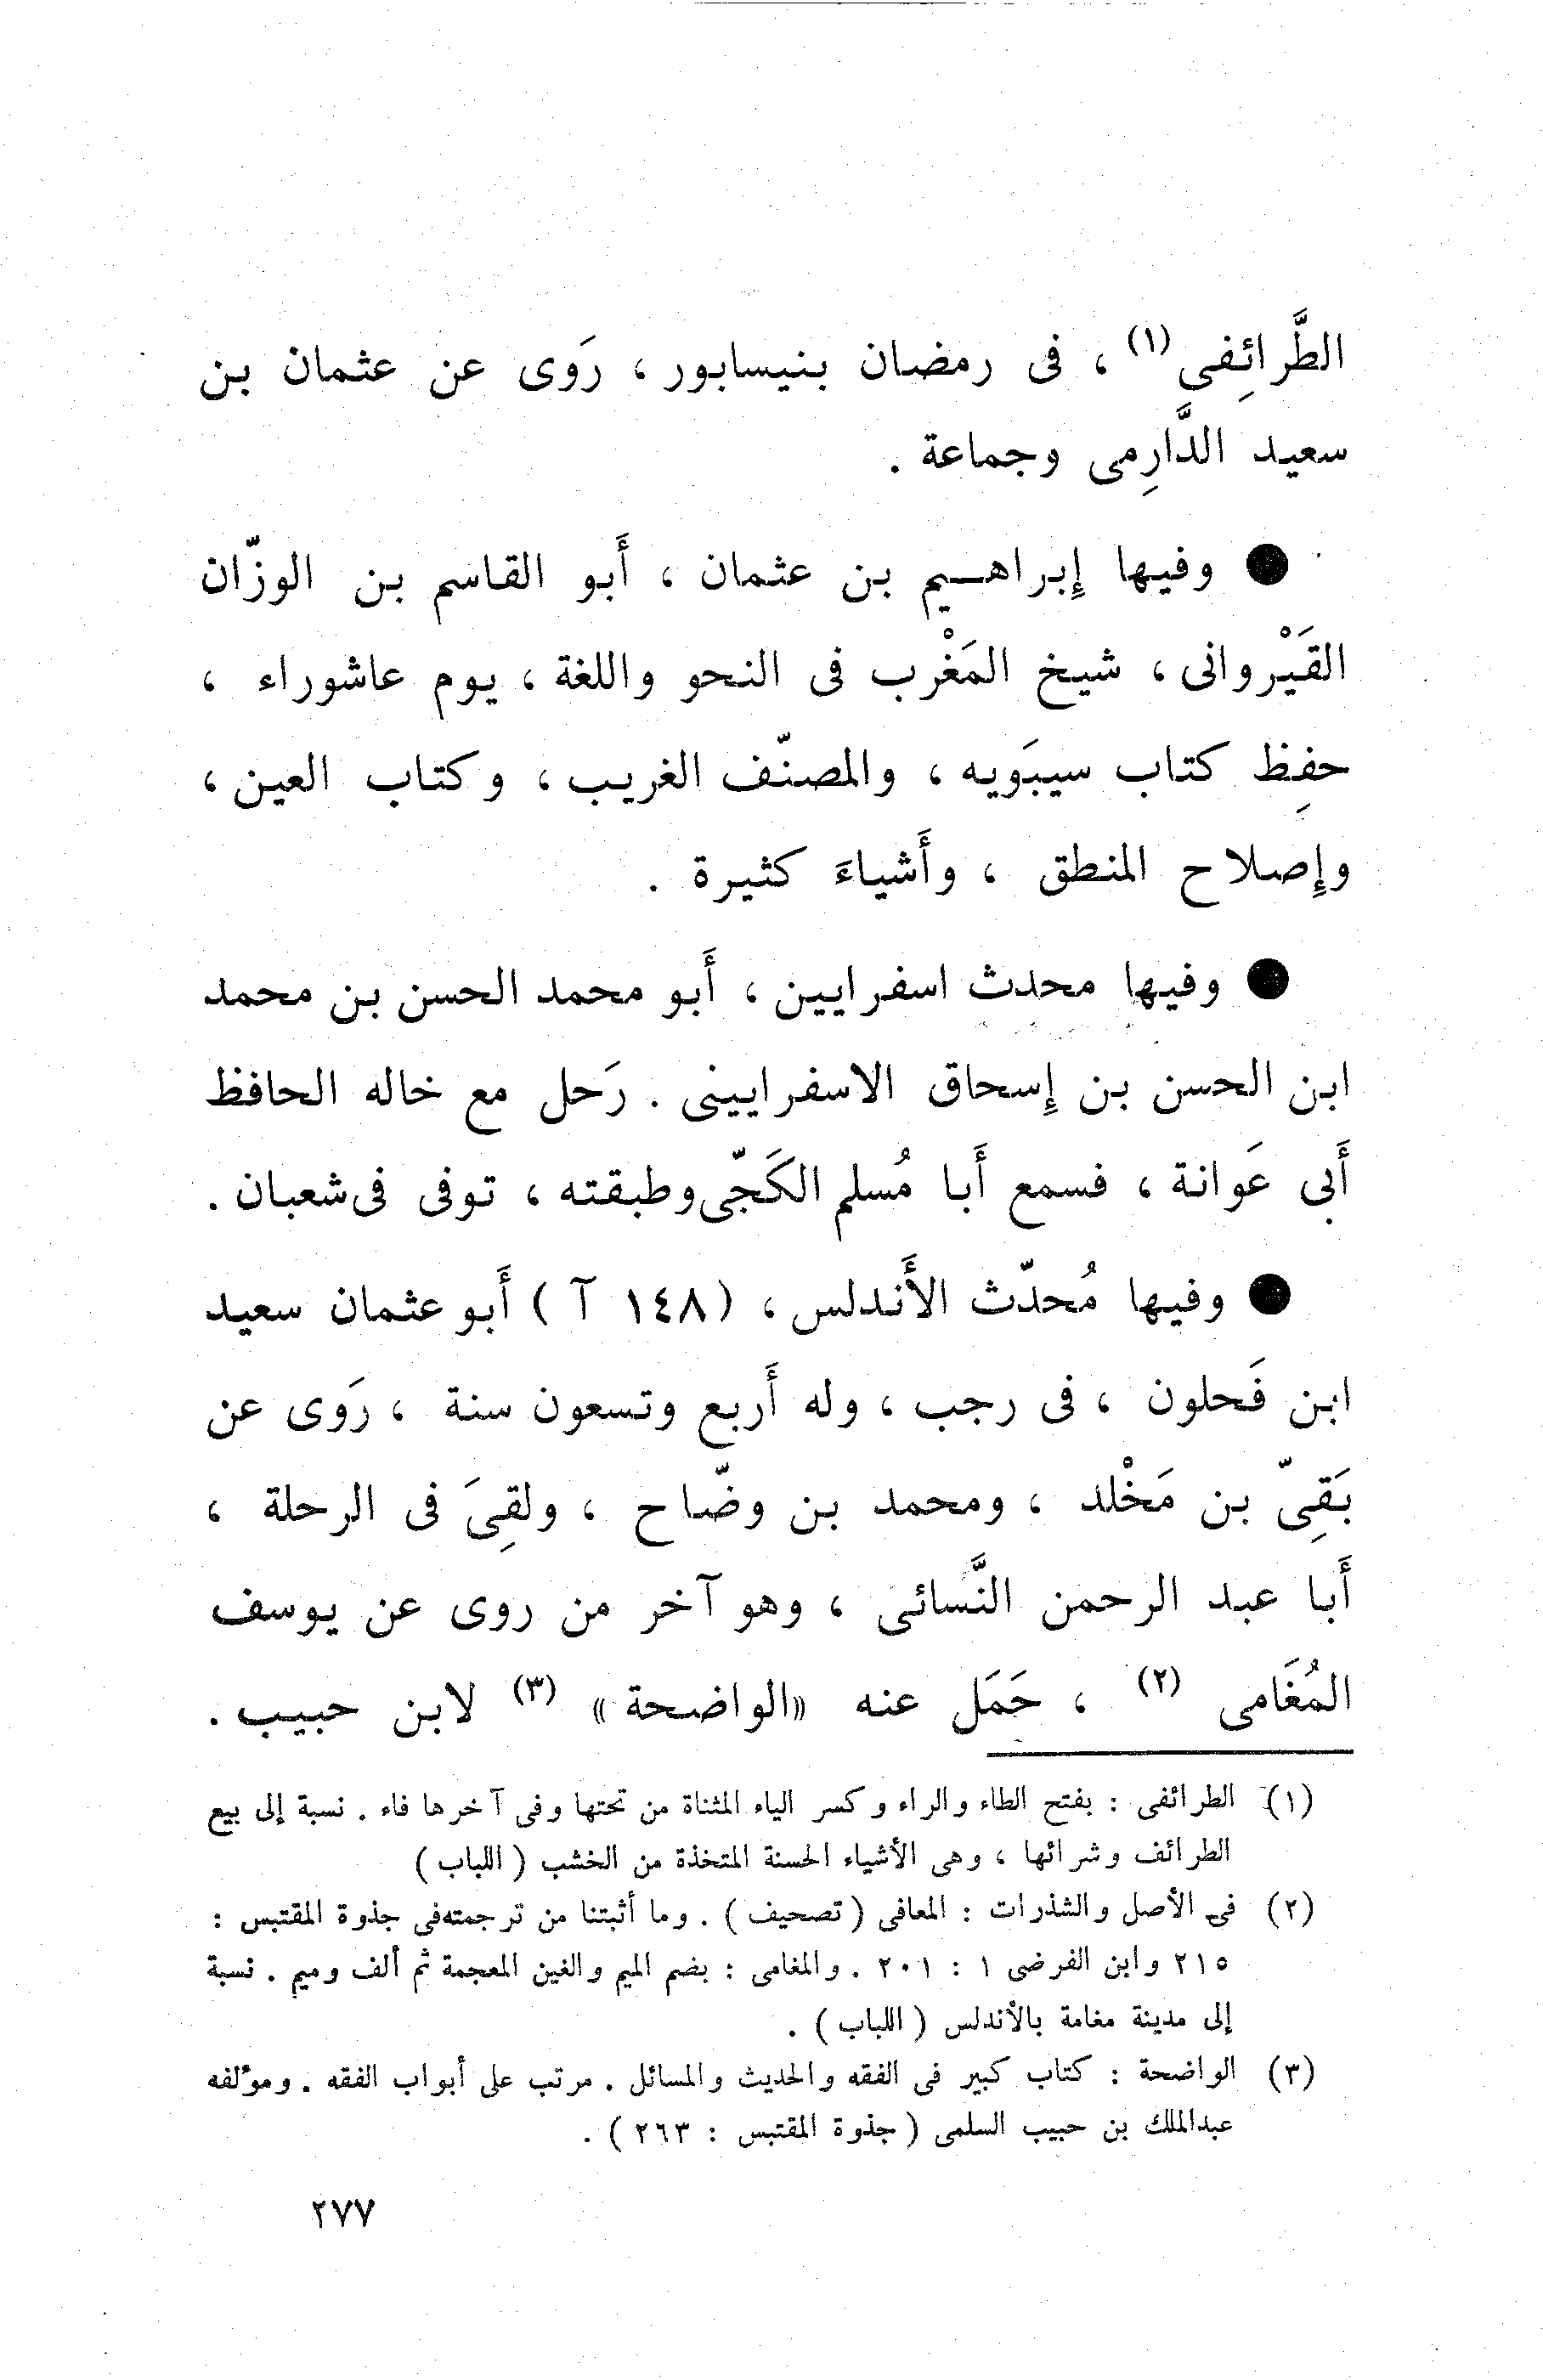 الطَّرائِفى (١) ، فى رمضان بنيسابور ، رَوى عن عثمان بن
سعيد الدَّارِمى وجماعة .
● وفيها إِبراهـيم بن عثمان ، أَبو القاسم بن الوزّان
القَيْروانى ، شيخ المَغْرب فى النحو واللغة ، يوم عاشوراء ،
حفِظ كتاب سيبَويه ، والمصنّف الغريب ، وكتاب العين ،
وإِصلاح المنطق ، وأَشياءَ كثيرة .
● وفيها محدث اسفرايين ، أَبو محمد الحسن بن محمد
ابن الحسن بن إِسحاق الاسفرايينى . رَحل مع خاله الحافظ
أَبى عَوانة ، فسمع أَبا مُسلم الكَجّى وطبقته ، توفى فى شعبان .
● وفيها مُحدّث الأَندلس ، ( ١٤٨ آ ) أَبو عثمان سعيد
ابن فَحلون ، فى رجب ، وله أَربع وتسعون سنة ، رَوى عن
بَقِىّ بن مَخْلد ، ومحمد بن وضّاح ، ولقِىَ فى الرحلة ،
أَبا عبد الرحمن النَّسائى ، وهو آخر من روى عن يوسف
المُغَامى (٢) ، حَمَل عنه «الواضحة » (٣) لابن حبيب .
(١) الطرائفى : بفتح الطاء والراء وكسر الياء المثناة من تحتها وفى آخرها فاء . نسبة إلى بيع
الطرائف وشرائها ، وهى الأشياء الحسنة المتخذة من الخشب ( اللباب )
(٢) فى الأصل والشذرات : المعافى ( تصحيف ) . وما أثبتنا من ترجمته فى جذوة المقتبس :
٢١٥ وابن الفرضى ١ : ٢٠١ . والمغامى : بضم الميم والغين المعجمة ثم ألف وميم . نسبة
إلى مدينة مغامة بالأندلس ( اللباب ) .
(٣) الواضحة : كتاب كبير فى الفقه والحديث والمسائل . مرتب على أبواب الفقه . ومؤلفه
عبدالملك بن حبيب السلمى ( جذوة المقتبس : ٢٦٣ ) .
٢٧٧